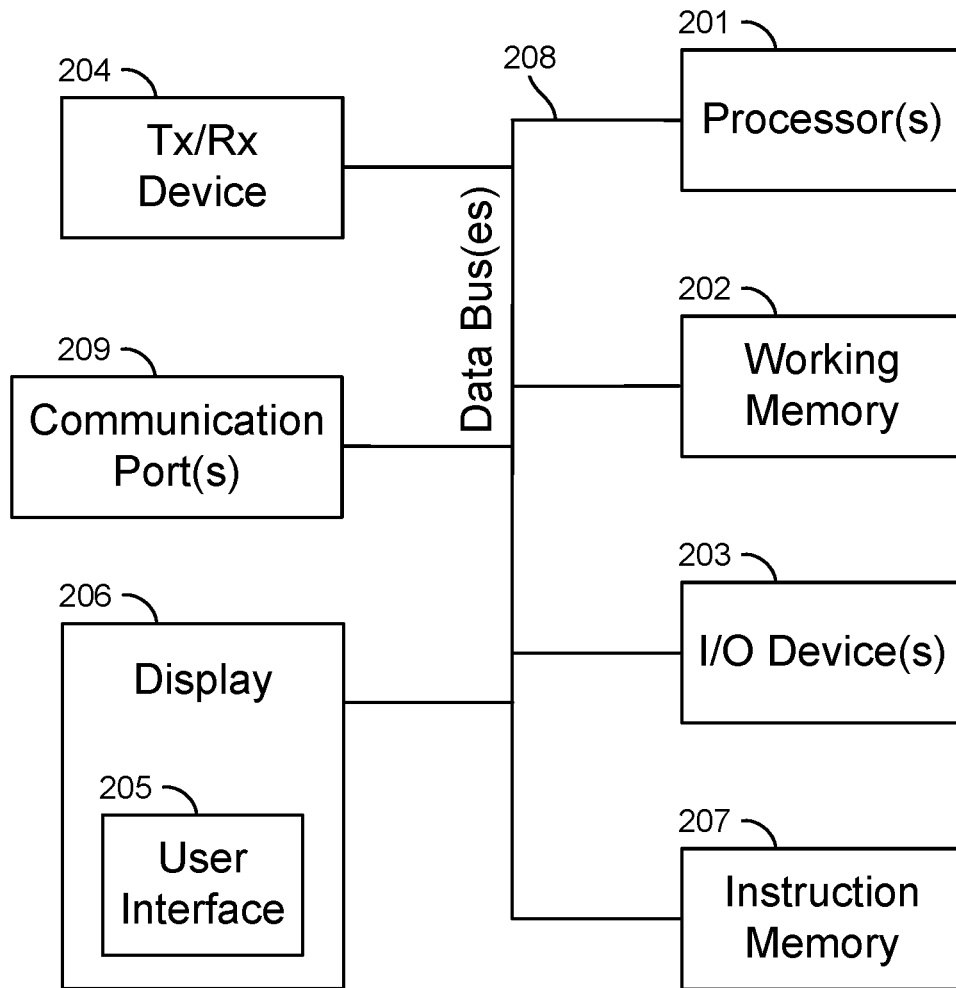 204
Tx/Rx
Device
208
201
Processor(s)
Data Bus(es)
209
Communication
Port(s)
202
Working
Memory
206
Display
205
User
Interface
203
I/O Device(s)
207
Instruction
Memory